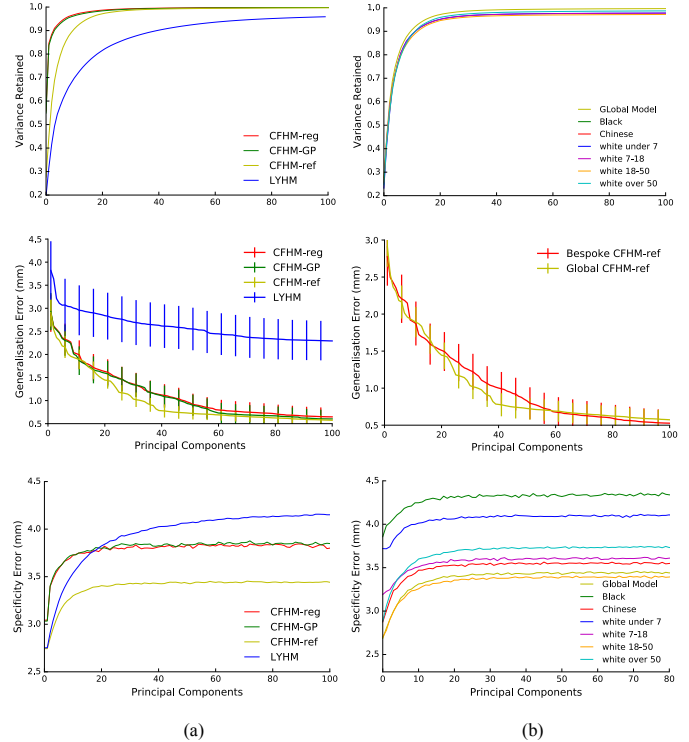 1.0
0.9
0.8
0.7
0.6
0.5
0.4
0.3
0.2
Variance Retained
0 20 40 60 80 100
CFHM-reg
CFHM-GP
CFHM-ref
LYHM
1.0
0.9
0.8
0.7
0.6
0.5
0.4
0.3
0.2
Variance Retained
0 20 40 60 80 100
GLobal Model
Black
Chinese
white under 7
white 7-18
white 18-50
white over 50
4.5
4.0
3.5
3.0
2.5
2.0
1.5
1.0
0.5
Generalisation Error (mm)
0 20 40 60 80 100
Principal Components
CFHM-reg
CFHM-GP
CFHM-ref
LYHM
3.0
2.5
2.0
1.5
1.0
0.5
Generalisation Error (mm)
0 20 40 60 80 100
Principal Components
Bespoke CFHM-ref
Global CFHM-ref
4.5
4.0
3.5
3.0
2.5
Specificity Error (mm)
0 20 40 60 80 100
Principal Components
CFHM-reg
CFHM-GP
CFHM-ref
LYHM
4.5
4.0
3.5
3.0
2.5
Specificity Error (mm)
0 10 20 30 40 50 60 70 80
Principal Components
Global Model
Black
Chinese
white under 7
white 7-18
white 18-50
white over 50
(a)
(b)